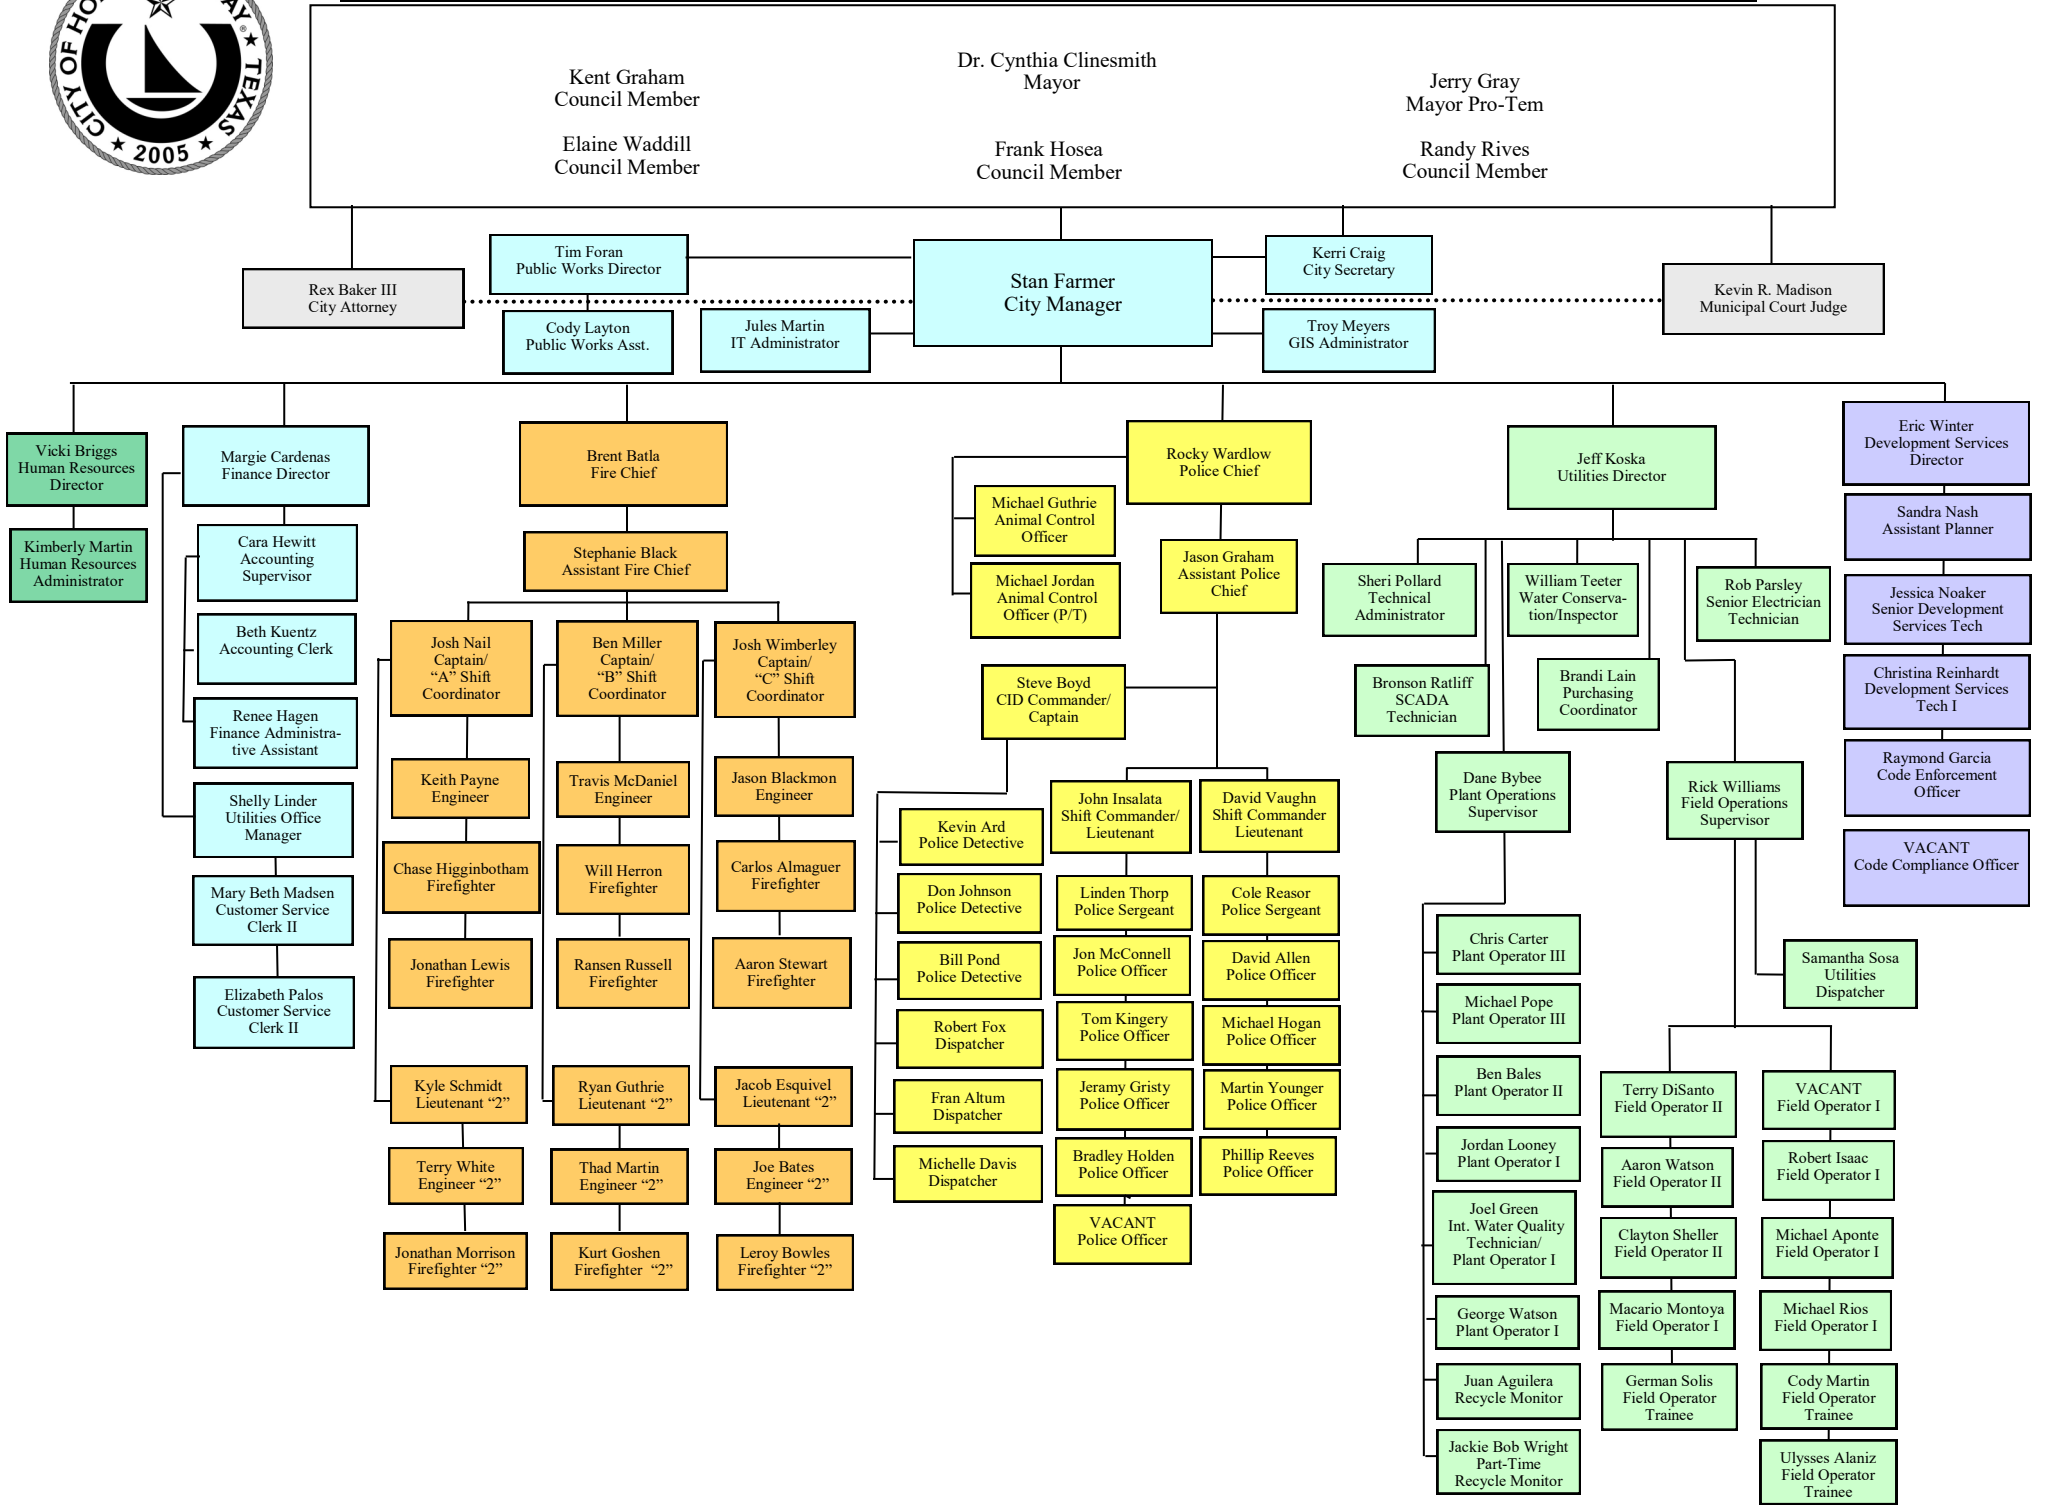 CITY OF HO
AY
®
TEXAS
2005
Dr. Cynthia Clinesmith
Mayor
Kent Graham
Council Member
Jerry Gray
Mayor Pro-Tem
Elaine Waddill
Council Member
Frank Hosea
Council Member
Randy Rives
Council Member
Tim Foran
Public Works Director
Kerri Craig
City Secretary
Rex Baker III
City Attorney
Stan Farmer
City Manager
Kevin R. Madison
Municipal Court Judge
Cody Layton
Public Works Asst.
Jules Martin
IT Administrator
Troy Meyers
GIS Administrator
Vicki Briggs
Human Resources
Director
Kimberly Martin
Human Resources
Administrator
Margie Cardenas
Finance Director
Cara Hewitt
Accounting
Supervisor
Beth Kuentz
Accounting Clerk
Renee Hagen
Finance Administra-
tive Assistant
Shelly Linder
Utilities Office
Manager
Mary Beth Madsen
Customer Service
Clerk II
Elizabeth Palos
Customer Service
Clerk II
Brent Batla
Fire Chief
Stephanie Black
Assistant Fire Chief
Josh Nail
Captain/
“A” Shift
Coordinator
Keith Payne
Engineer
Chase Higginbotham
Firefighter
Jonathan Lewis
Firefighter
Kyle Schmidt
Lieutenant “2”
Terry White
Engineer “2”
Jonathan Morrison
Firefighter “2”
Ben Miller
Captain/
“B” Shift
Coordinator
Travis McDaniel
Engineer
Will Herron
Firefighter
Ransen Russell
Firefighter
Ryan Guthrie
Lieutenant “2”
Thad Martin
Engineer “2”
Kurt Goshen
Firefighter “2”
Josh Wimberley
Captain/
“C” Shift
Coordinator
Jason Blackmon
Engineer
Carlos Almaguer
Firefighter
Aaron Stewart
Firefighter
Jacob Esquivel
Lieutenant “2”
Joe Bates
Engineer “2”
Leroy Bowles
Firefighter “2”
Rocky Wardlow
Police Chief
Michael Guthrie
Animal Control
Officer
Michael Jordan
Animal Control
Officer (P/T)
Jason Graham
Assistant Police
Chief
Steve Boyd
CID Commander/
Captain
Kevin Ard
Police Detective
Don Johnson
Police Detective
Bill Pond
Police Detective
Robert Fox
Dispatcher
Fran Altum
Dispatcher
Michelle Davis
Dispatcher
John Insalata
Shift Commander/
Lieutenant
Linden Thorp
Police Sergeant
Jon McConnell
Police Officer
Tom Kingery
Police Officer
Jeramy Gristy
Police Officer
Bradley Holden
Police Officer
VACANT
Police Officer
David Vaughn
Shift Commander
Lieutenant
Cole Reasor
Police Sergeant
David Allen
Police Officer
Michael Hogan
Police Officer
Martin Younger
Police Officer
Phillip Reeves
Police Officer
Jeff Koska
Utilities Director
Sheri Pollard
Technical
Administrator
William Teeter
Water Conserva-
tion/Inspector
Rob Parsley
Senior Electrician
Technician
Bronson Ratliff
SCADA
Technician
Brandi Lain
Purchasing
Coordinator
Dane Bybee
Plant Operations
Supervisor
Chris Carter
Plant Operator III
Michael Pope
Plant Operator III
Ben Bales
Plant Operator II
Jordan Looney
Plant Operator I
Joel Green
Int. Water Quality
Technician/
Plant Operator I
George Watson
Plant Operator I
Juan Aguilera
Recycle Monitor
Jackie Bob Wright
Part-Time
Recycle Monitor
Rick Williams
Field Operations
Supervisor
Samantha Sosa
Utilities
Dispatcher
Terry DiSanto
Field Operator II
Aaron Watson
Field Operator II
Clayton Sheller
Field Operator II
Macario Montoya
Field Operator I
German Solis
Field Operator
Trainee
VACANT
Field Operator I
Robert Isaac
Field Operator I
Michael Aponte
Field Operator I
Michael Rios
Field Operator I
Cody Martin
Field Operator
Trainee
Ulysses Alaniz
Field Operator
Trainee
Eric Winter
Development Services
Director
Sandra Nash
Assistant Planner
Jessica Noaker
Senior Development
Services Tech
Christina Reinhardt
Development Services
Tech I
Raymond Garcia
Code Enforcement
Officer
VACANT
Code Compliance Officer